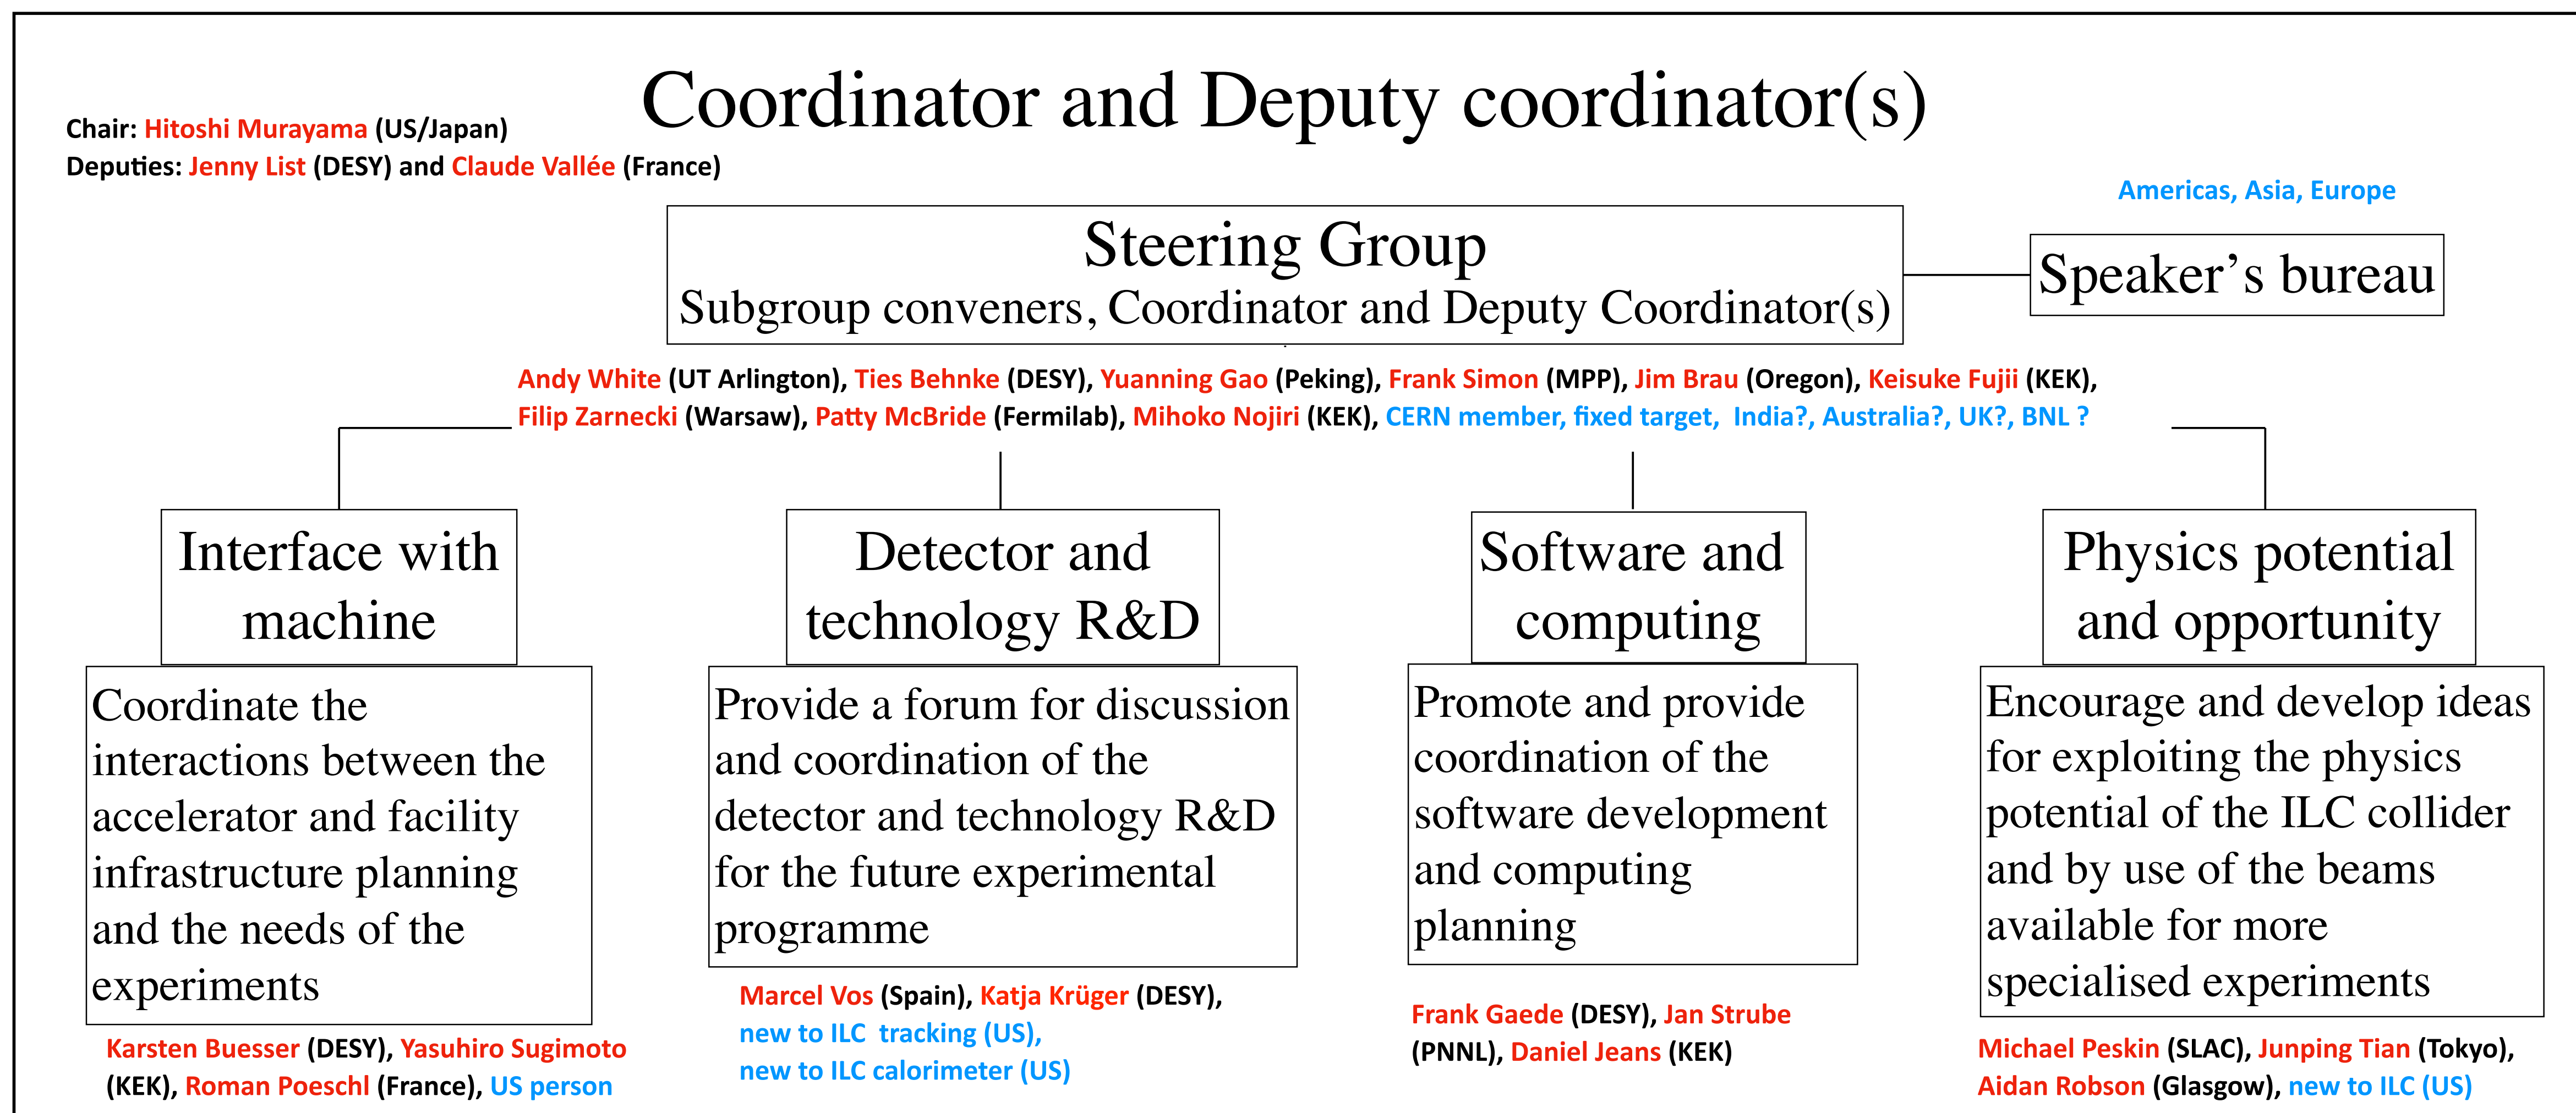 Coordinator and Deputy coordinator(s)
Chair: Hitoshi Murayama (US/Japan)
Deputies: Jenny List (DESY) and Claude Vallée (France)
Americas, Asia, Europe
Steering Group
Subgroup conveners, Coordinator and Deputy Coordinator(s)
Speaker’s bureau
Andy White (UT Arlington), Ties Behnke (DESY), Yuanning Gao (Peking), Frank Simon (MPP), Jim Brau (Oregon), Keisuke Fujii (KEK),
Filip Zarnecki (Warsaw), Patty McBride (Fermilab), Mihoko Nojiri (KEK), CERN member, fixed target, India?, Australia?, UK?, BNL ?
Interface with
machine
Coordinate the
interactions between the
accelerator and facility
infrastructure planning
and the needs of the
experiments
Karsten Buesser (DESY), Yasuhiro Sugimoto
(KEK), Roman Poeschl (France), US person
Detector and
technology R&D
Provide a forum for discussion
and coordination of the
detector and technology R&D
for the future experimental
programme
Marcel Vos (Spain), Katja Krüger (DESY),
new to ILC tracking (US),
new to ILC calorimeter (US)
Software and
computing
Promote and provide
coordination of the
software development
and computing
planning
Frank Gaede (DESY), Jan Strube
(PNNL), Daniel Jeans (KEK)
Physics potential
and opportunity
Encourage and develop ideas
for exploiting the physics
potential of the ILC collider
and by use of the beams
available for more
specialised experiments
Michael Peskin (SLAC), Junping Tian (Tokyo),
Aidan Robson (Glasgow), new to ILC (US)